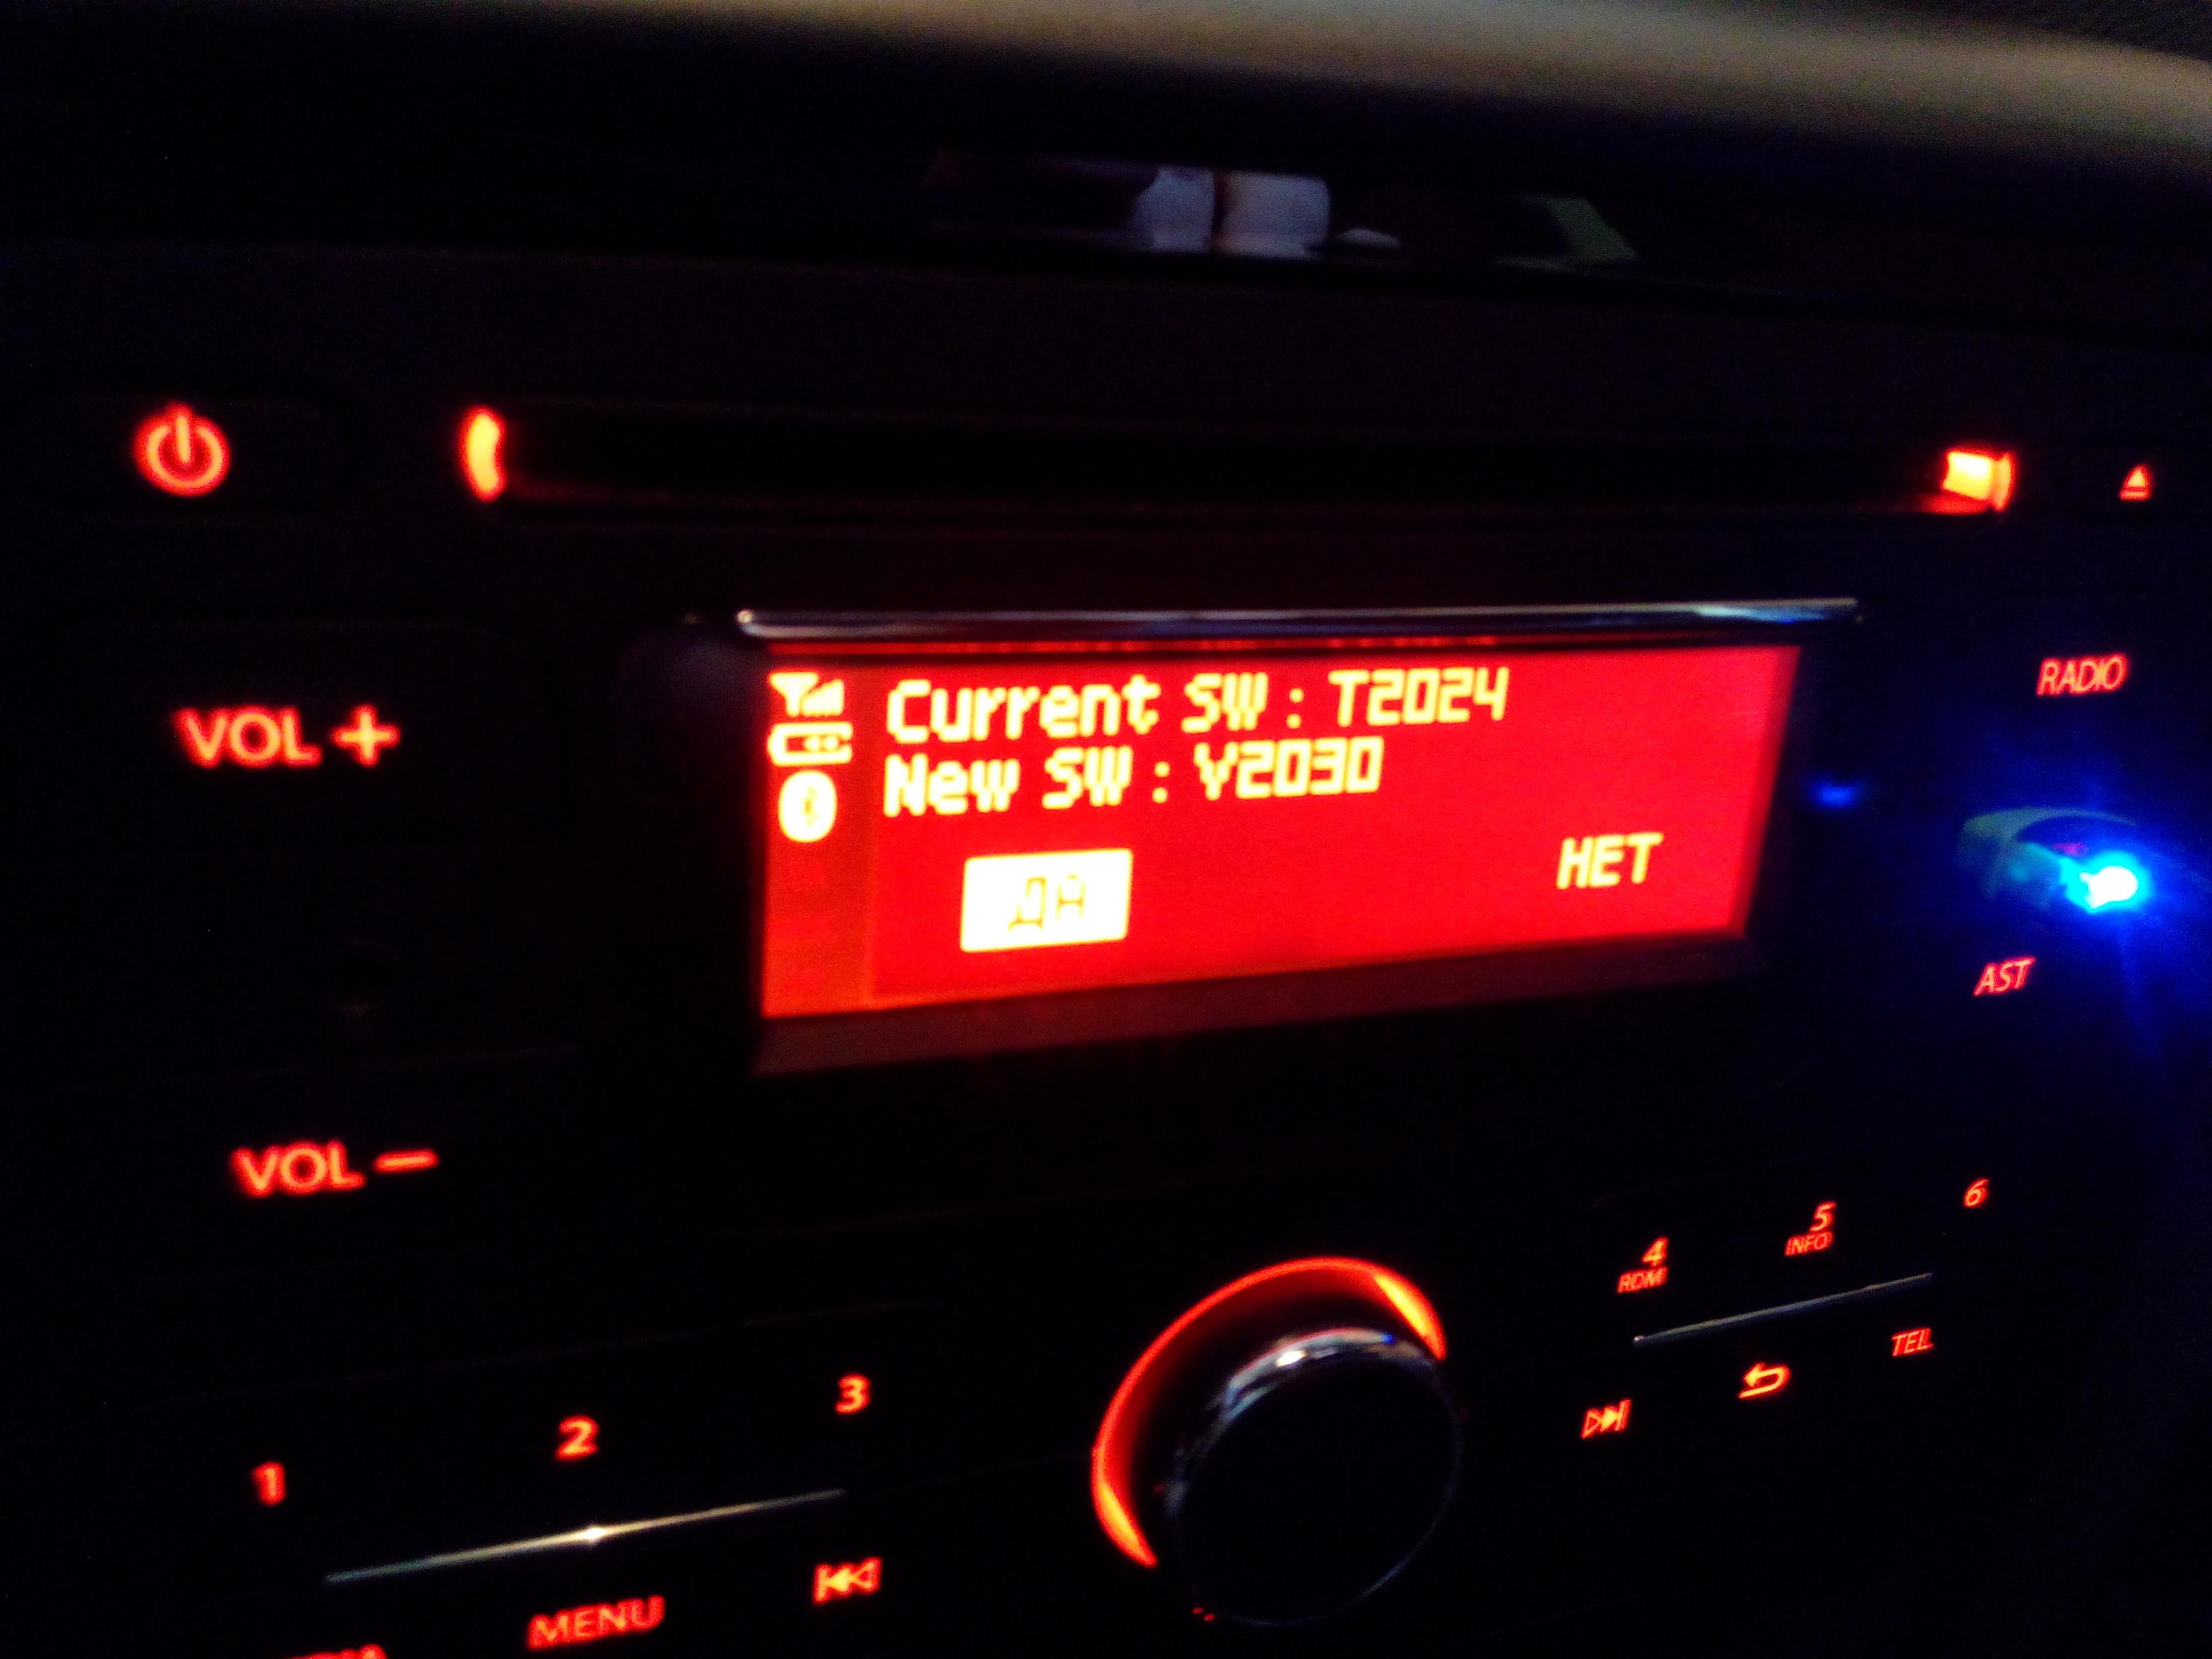 VOL +
Current SW : T2024
New SW : V2030
ДА
НЕТ
RADIO
AST
VOL −
1
2
3
4
RDM
5
INFO
6
TEL
MENU